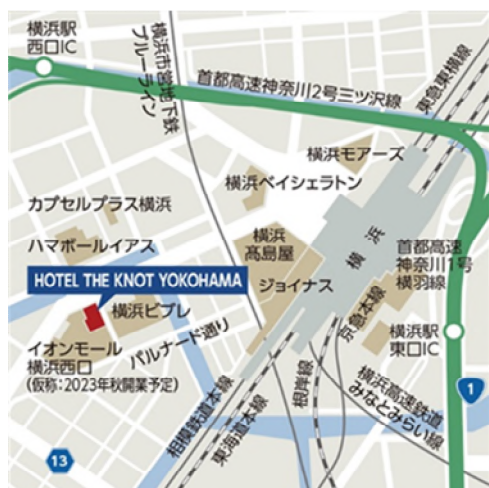 横浜駅
西口IC
横浜市営地下鉄
ブルーライン
首都高速神奈川2号三ツ沢線
東急東横線
横浜モアーズ
横浜ベイシェラトン
カプセルプラス横浜
ハマボールイアス
横浜
髙島屋
ジョイナス
横浜
首都高速
神奈川1号
横羽線
HOTEL THE KNOT YOKOHAMA
横浜ビブレ
イオンモール
横浜西口
(仮称:2023年秋開業予定)
パルナード通り
京急本線
横浜駅
東口IC
根岸線
横浜高速鉄道
みなとみらい線
相模鉄道本線
東海道本線
1
13